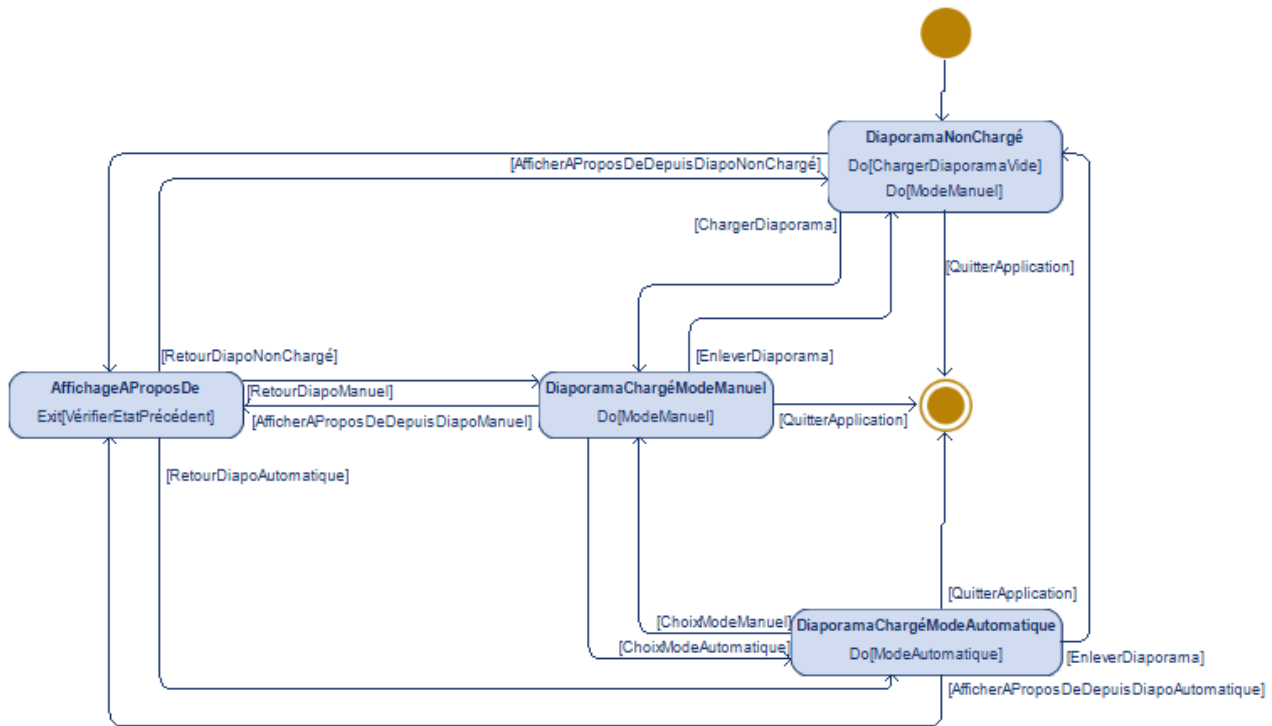 DiaporamaNonChargé
[AfficherAProposDeDepuisDiapoNonChargé]
Do[ChargerDiaporamaVide]
Do[ModeManuel]
[ChargerDiaporama]
[QuitterApplication]
[RetourDiapoNonChargé]
[EnleverDiaporama]
AffichageAProposDe
Exit[VérifierEtatPrécédent]
[RetourDiapoManuel]
[AfficherAProposDeDepuisDiapoManuel]
DiaporamaChargéModeManuel
Do[ModeManuel]
[QuitterApplication]
[RetourDiapoAutomatique]
[QuitterApplication]
[ChoixModeManuel]
[ChoixModeAutomatique]
DiaporamaChargéModeAutomatique
Do[ModeAutomatique]
[EnleverDiaporama]
[AfficherAProposDeDepuisDiapoAutomatique]